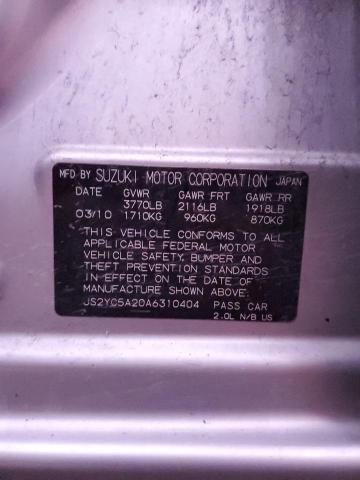 MFD BY SUZUKI MOTOR CORPORATION JAPAN
DATE GVWR GAWR FRT GAWR RR
3770LB 2116LB 1918LB
03/10 1710KG 960KG 870KG
THIS VEHICLE CONFORMS TO ALL
APPLICABLE FEDERAL MOTOR
VEHICLE SAFETY, BUMPER AND
THEFT PREVENTION STANDARDS
IN EFFECT ON THE DATE OF
MANUFACTURE SHOWN ABOVE:
JS2YC5A20A6310404 PASS CAR
2.0L N/B US